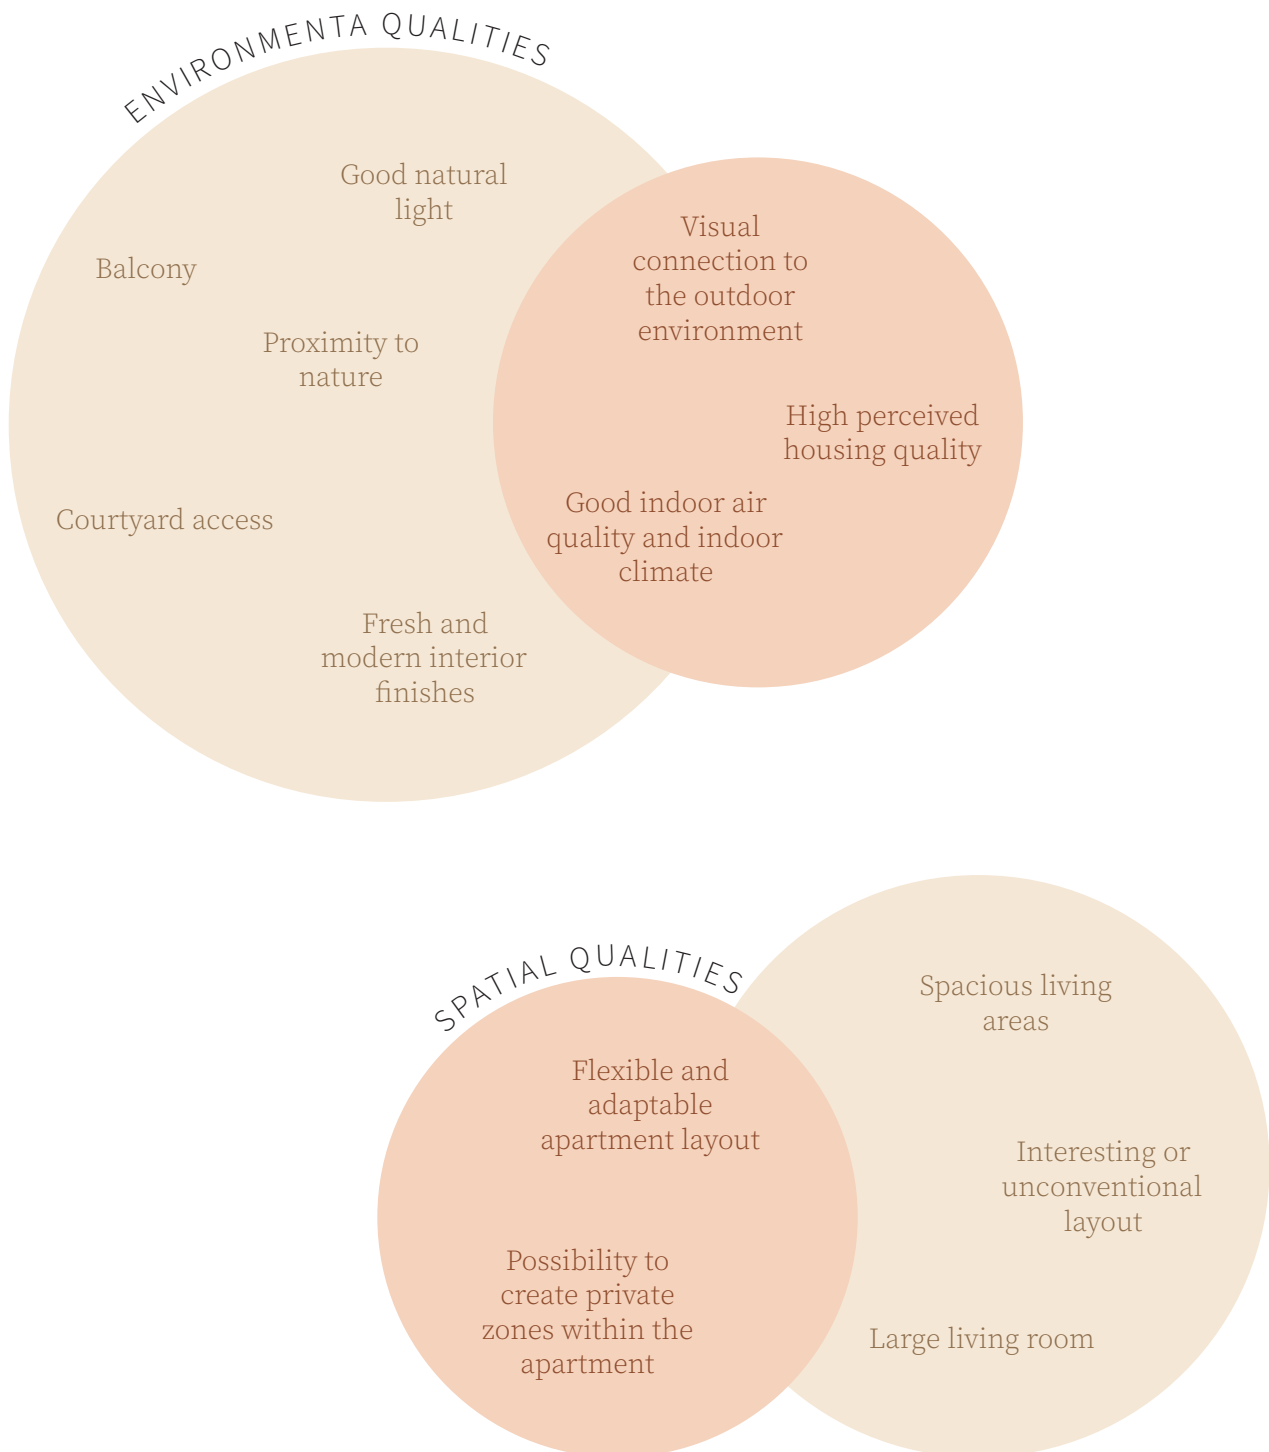 ENVIRONMENTA QUALITIES
Good natural
light
Balcony
Proximity to
nature
Courtyard access
Fresh and
modern interior
finishes
Visual
connection to
the outdoor
environment
High perceived
housing quality
Good indoor air
quality and indoor
climate
SPATIAL QUALITIES
Flexible and
adaptable
apartment layout
Possibility to
create private
zones within the
apartment
Spacious living
areas
Interesting or
unconventional
layout
Large living room